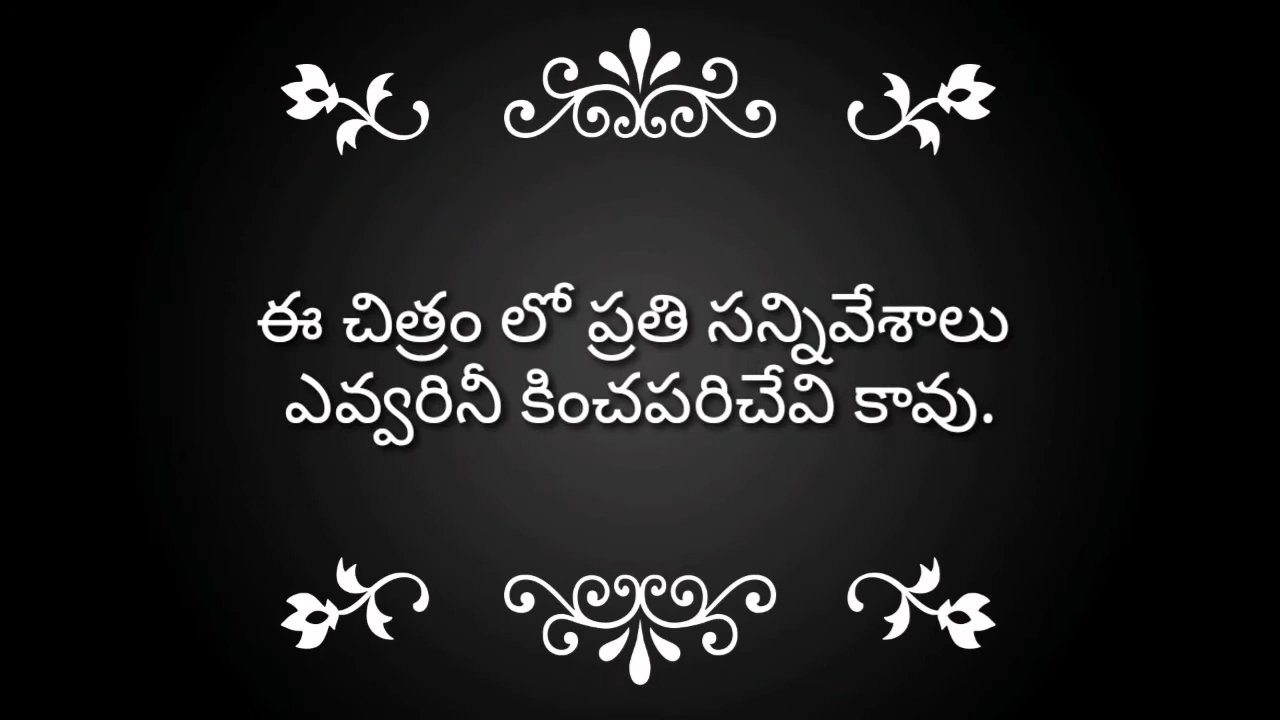 ఈ చిత్రం లో ప్రతి సన్నివేశాలు
ఎవ్వరినీ కించపరిచేవి కావు.